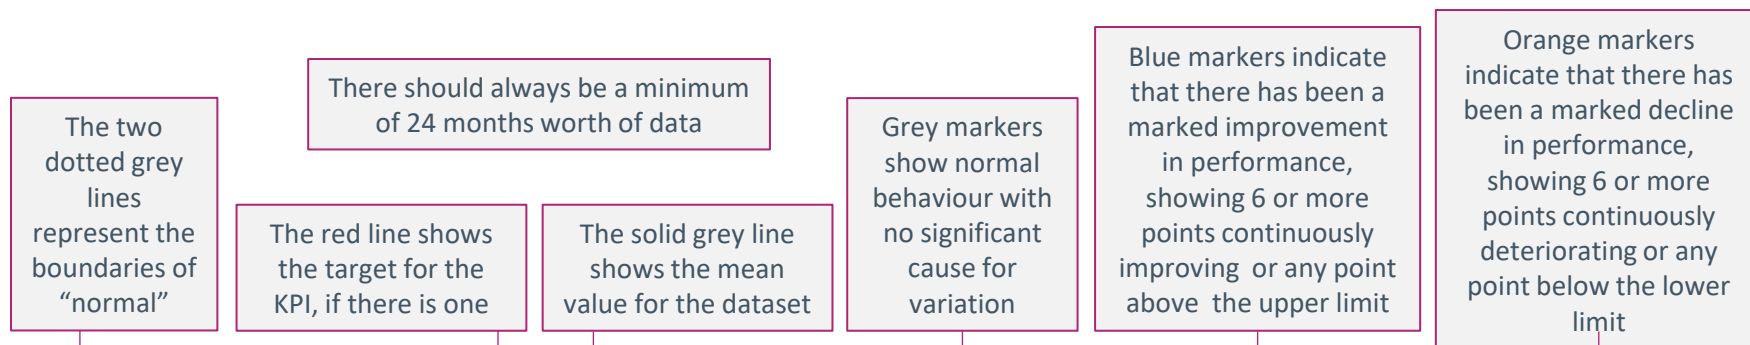 The two
dotted grey
lines
represent the
boundaries of
“normal”
There should always be a minimum
of 24 months worth of data
The red line shows
the target for the
KPI, if there is one
The solid grey line
shows the mean
value for the dataset
Grey markers
show normal
behaviour with
no significant
cause for
variation
Blue markers indicate
that there has been a
marked improvement
in performance,
showing 6 or more
points continuously
improving or any point
above the upper limit
Orange markers
indicate that there has
been a marked decline
in performance,
showing 6 or more
points continuously
deteriorating or any
point below the lower
limit